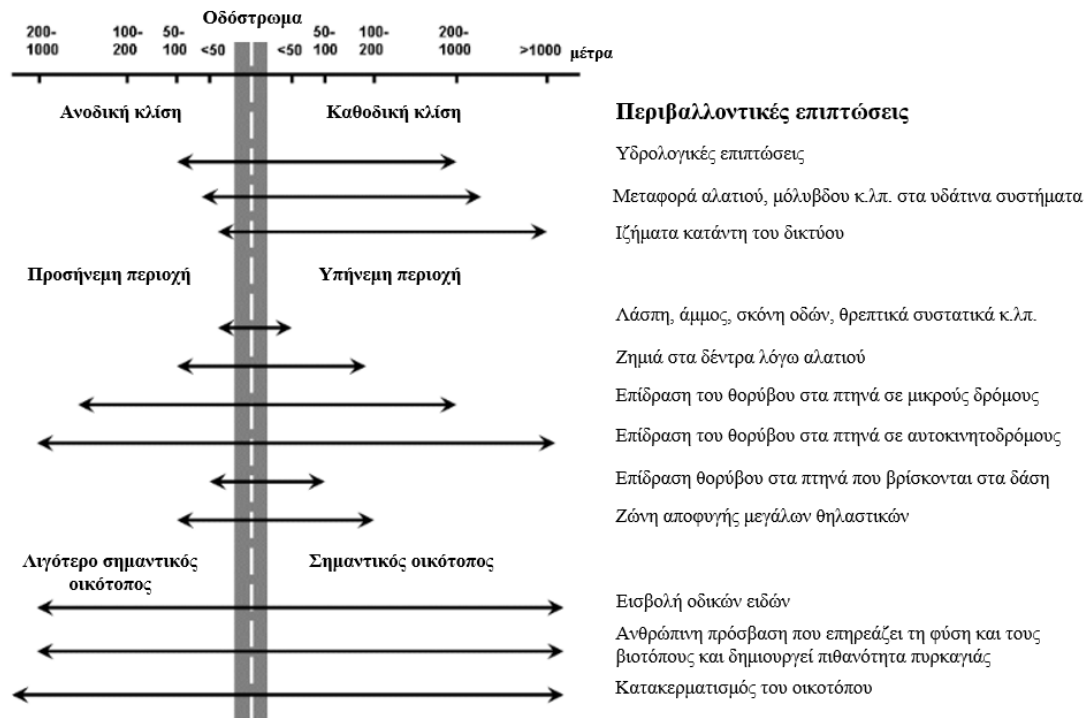 Οδόστρωμα
200-
1000
100-
200
50-
100
<50
<50
50-
100
100-
200
200-
1000
>1000
μέτρα
Ανοδική κλίση
Καθοδική κλίση
Περιβαλλοντικές επιπτώσεις
Υδρολογικές επιπτώσεις
Μεταφορά αλατιού, μόλυβδου κ.λπ. στα υδάτινα συστήματα
Ιζήματα κατάντη του δικτύου
Προσήνεμη περιοχή
Υπήνεμη περιοχή
Λάσπη, άμμος, σκόνη οδών, θρεπτικά συστατικά κ.λπ.
Ζημιά στα δέντρα λόγω αλατιού
Επίδραση του θορύβου στα πτηνά σε μικρούς δρόμους
Επίδραση του θορύβου στα πτηνά σε αυτοκινητοδρόμους
Επίδραση θορύβου στα πτηνά που βρίσκονται στα δάση
Ζώνη αποφυγής μεγάλων θηλαστικών
Λιγότερο σημαντικός
οικότοπος
Σημαντικός οικότοπος
Εισβολή οδικών ειδών
Ανθρώπινη πρόσβαση που επηρεάζει τη φύση και τους
βιοτόπους και δημιουργεί πιθανότητα πυρκαγιάς
Κατακερματισμός του οικοτόπου